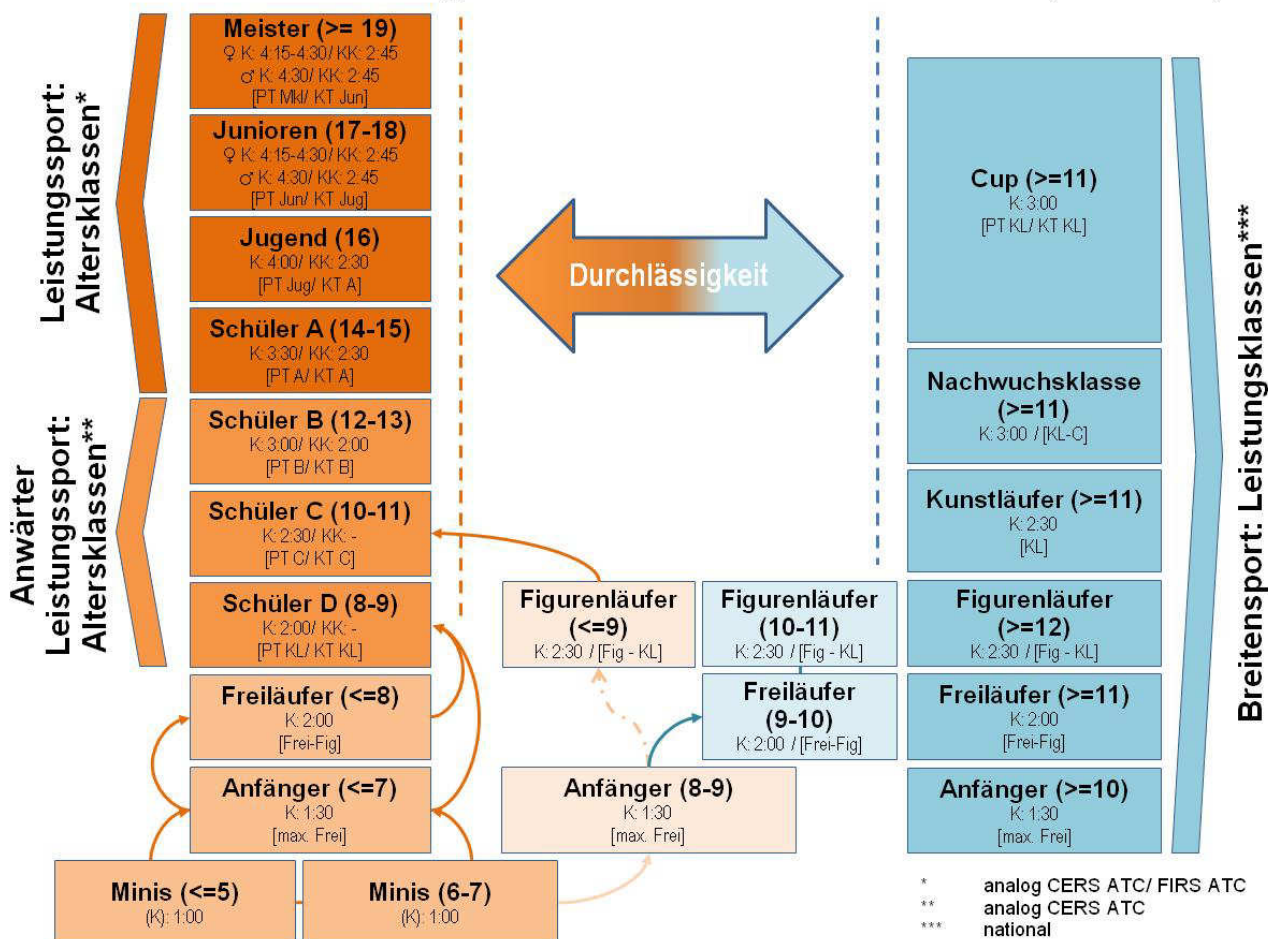 Meister (>= 19)
♀ K: 4:15-4:30/ KK: 2:45
♂ K: 4:30/ KK: 2:45
[PT Mkl/ KT Jun]
Junioren (17-18)
♀ K: 4:15-4:30/ KK: 2:45
♂ K: 4:30/ KK: 2:45
[PT Jun/ KT Jug]
Jugend (16)
K: 4:00/ KK: 2:30
[PT Jug/ KT A]
Schüler A (14-15)
K: 3:30/ KK: 2:30
[PT A/ KT A]
Leistungssport:
Altersklassen*
Schüler B (12-13)
K: 3:00/ KK: 2:00
[PT B/ KT B]
Schüler C (10-11)
K: 2:30/ KK: -
[PT C/ KT C]
Schüler D (8-9)
K: 2:00/ KK: -
[PT KL/ KT KL]
Anwärter
Leistungssport:
Altersklassen**
Freiläufer (<=8)
K: 2:00
[Frei-Fig]
Anfänger (<=7)
K: 1:30
[max. Frei]
Minis (<=5)
(K): 1:00
Minis (6-7)
(K): 1:00
Durchlässigkeit
Figurenläufer
(<=9)
K: 2:30 / [Fig - KL]
Figurenläufer
(10-11)
K: 2:30 / [Fig - KL]
Freiläufer
(9-10)
K: 2:00 / [Frei-Fig]
Anfänger (8-9)
K: 1:30
[max. Frei]
Cup (>=11)
K: 3:00
[PT KL/ KT KL]
Nachwuchsklasse
(>=11)
K: 3:00 / [KL-C]
Kunstläufer (>=11)
K: 2:30
[KL]
Figurenläufer
(>=12)
K: 2:30 / [Fig - KL]
Freiläufer (>=11)
K: 2:00
[Frei-Fig]
Anfänger (>=10)
K: 1:30
[max. Frei]
Breitensport: Leistungsklassen***
* analog CERS ATC/ FIRS ATC
** analog CERS ATC
*** national